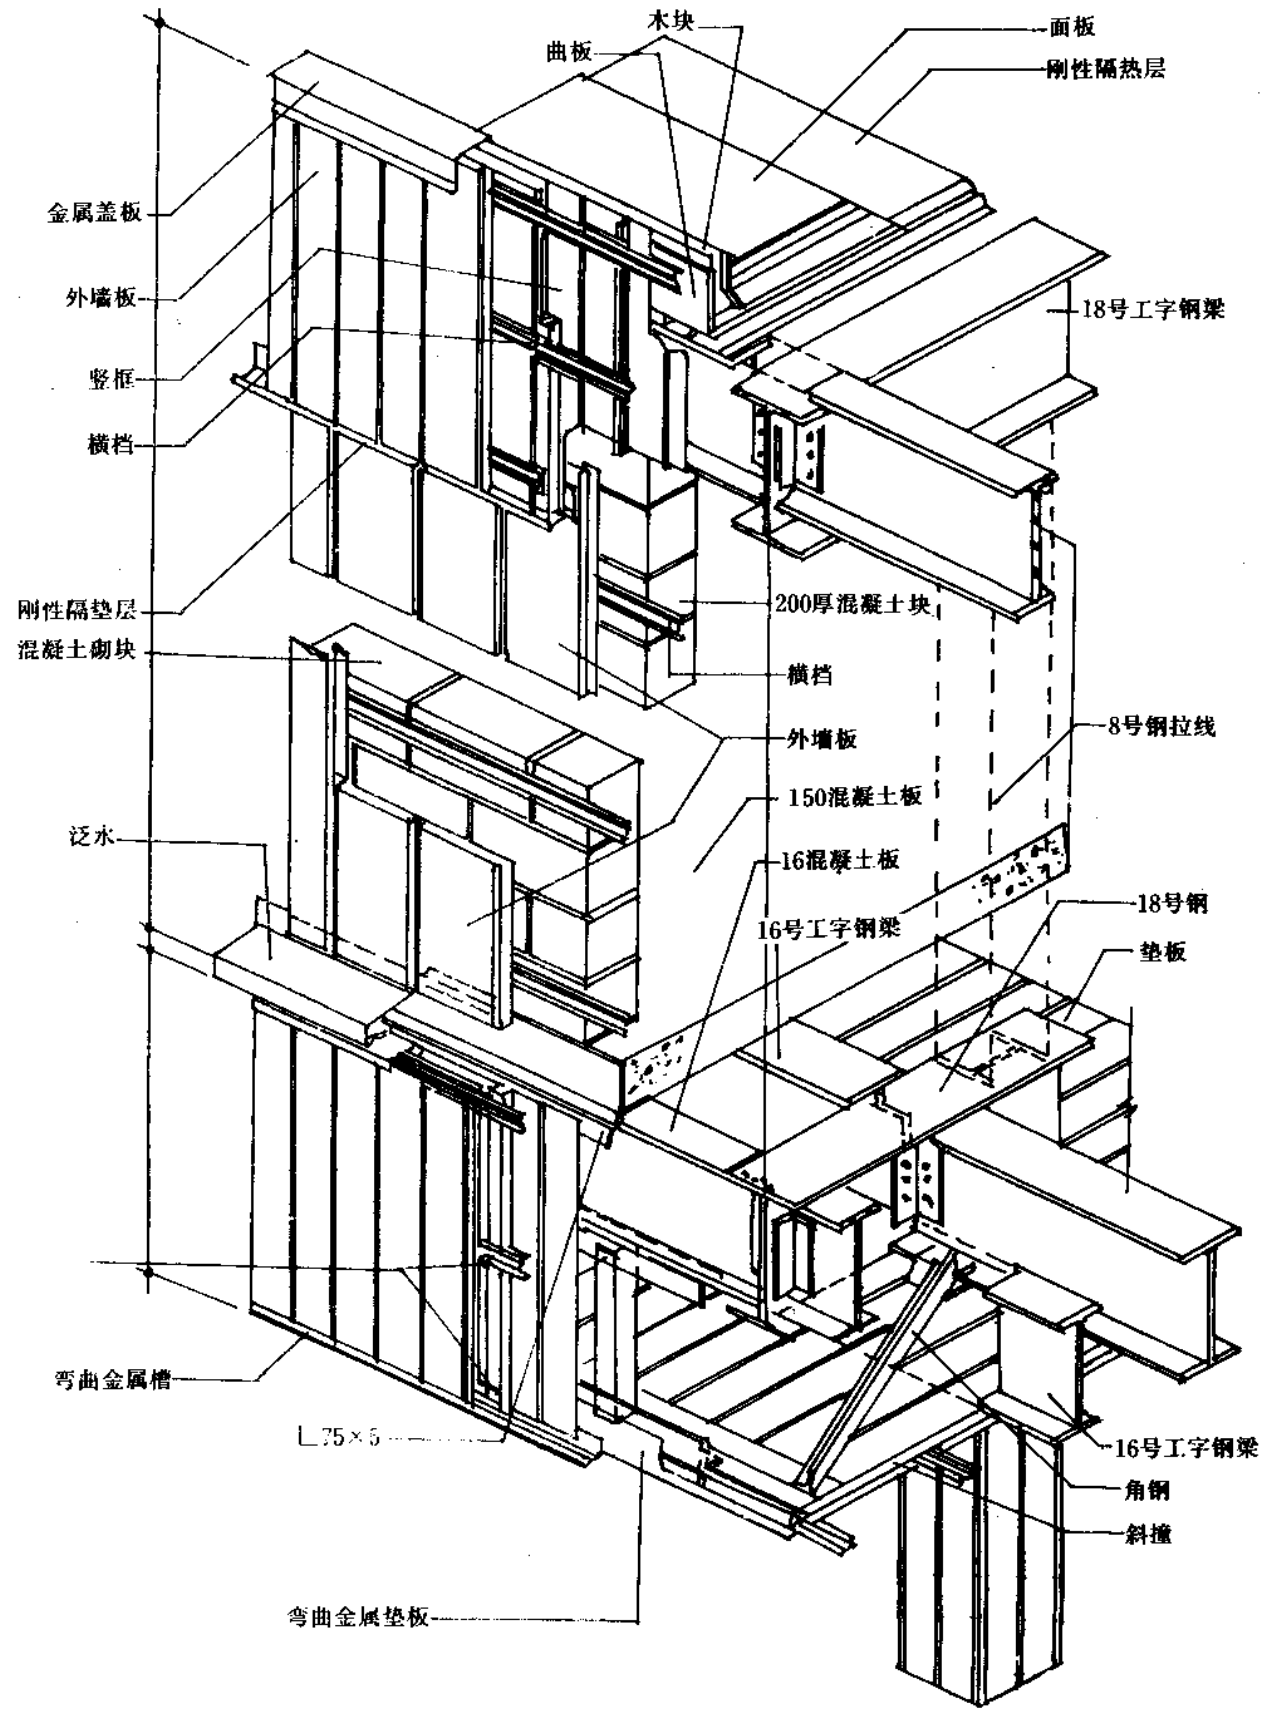 木块
面板
曲板
刚性隔热层
金属盖板
外墙板
18号工字钢梁
竖框
横档
刚性隔垫层
200厚混凝土块
混凝土砌块
横档
8号钢拉线
外墙板
150混凝土板
泛水
16混凝土板
18号钢
16号工字钢梁
垫板
弯曲金属槽
∟75×6
16号工字钢梁
角钢
斜撞
弯曲金属垫板